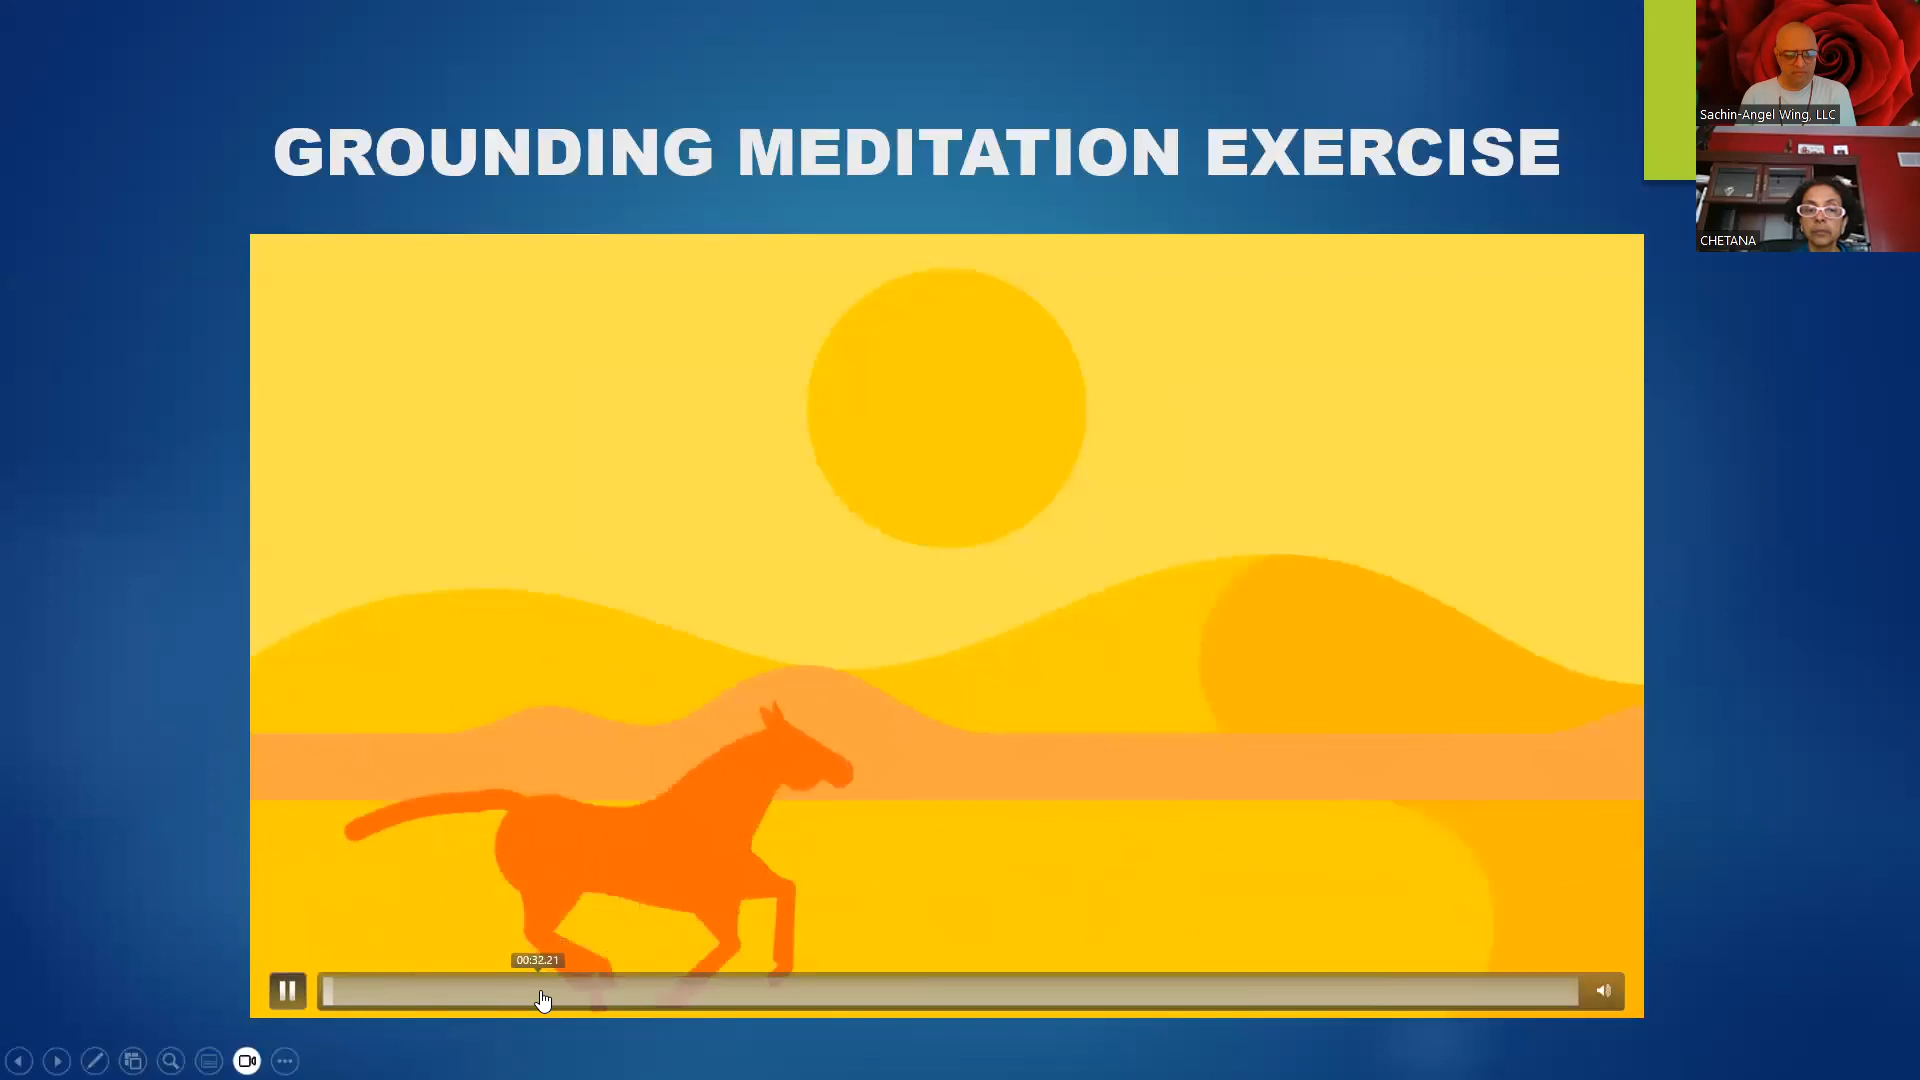 GROUNDING MEDITATION EXERCISE
Sachin-Angel Wing, LLC
CHETANA
00:32.21